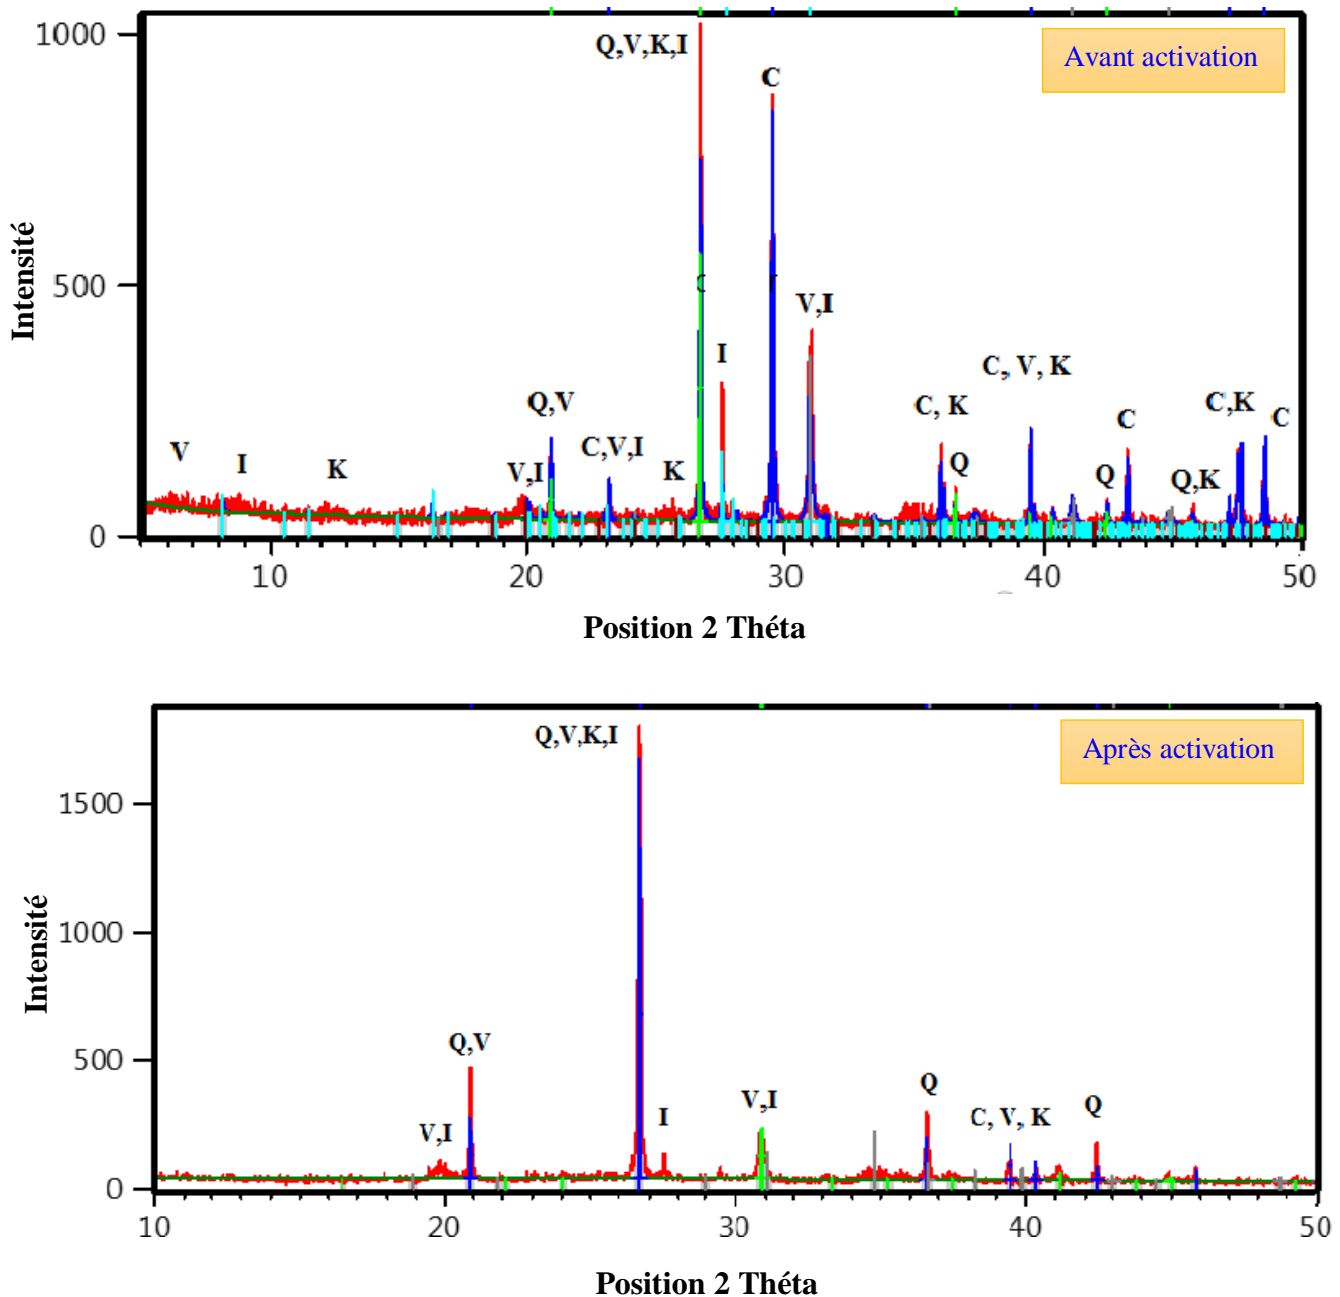 1000
Q,V,K,I
Avant activation
C
500
V,I
I
C, V, K
Q,V
C, K
C
C,K
C
V
I
K
V,I
C,V,I
K
Q
Q
Q,K
0
10
20
30
40
50
Intensité
Position 2 Théta
Q,V,K,I
Après activation
1500
1000
500
Q,V
V,I
I
V,I
Q
C, V, K
Q
0
10
20
30
40
50
Intensité
Position 2 Théta